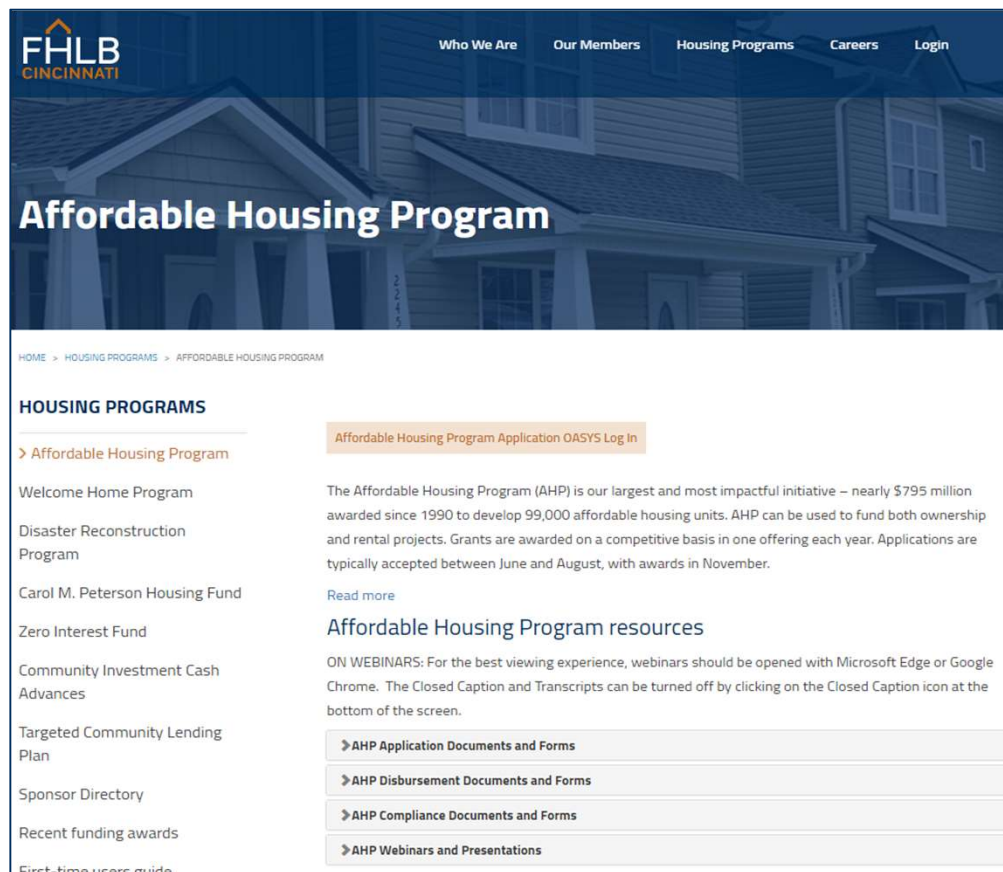 FHLB
CINCINNATI
Who We Are
Our Members
Housing Programs
Careers
Login
2245
Affordable Housing Program
HOME > HOUSING PROGRAMS > AFFORDABLE HOUSING PROGRAM
HOUSING PROGRAMS
> Affordable Housing Program
Welcome Home Program
Disaster Reconstruction
Program
Carol M. Peterson Housing Fund
Zero Interest Fund
Community Investment Cash
Advances
Targeted Community Lending
Plan
Sponsor Directory
Recent funding awards
First-time users guide
Affordable Housing Program Application OASYS Log In
The Affordable Housing Program (AHP) is our largest and most impactful initiative – nearly $795 million
awarded since 1990 to develop 99,000 affordable housing units. AHP can be used to fund both ownership
and rental projects. Grants are awarded on a competitive basis in one offering each year. Applications are
typically accepted between June and August, with awards in November.
Read more
Affordable Housing Program resources
ON WEBINARS: For the best viewing experience, webinars should be opened with Microsoft Edge or Google
Chrome. The Closed Caption and Transcripts can be turned off by clicking on the Closed Caption icon at the
bottom of the screen.
AHP Application Documents and Forms
AHP Disbursement Documents and Forms
AHP Compliance Documents and Forms
AHP Webinars and Presentations